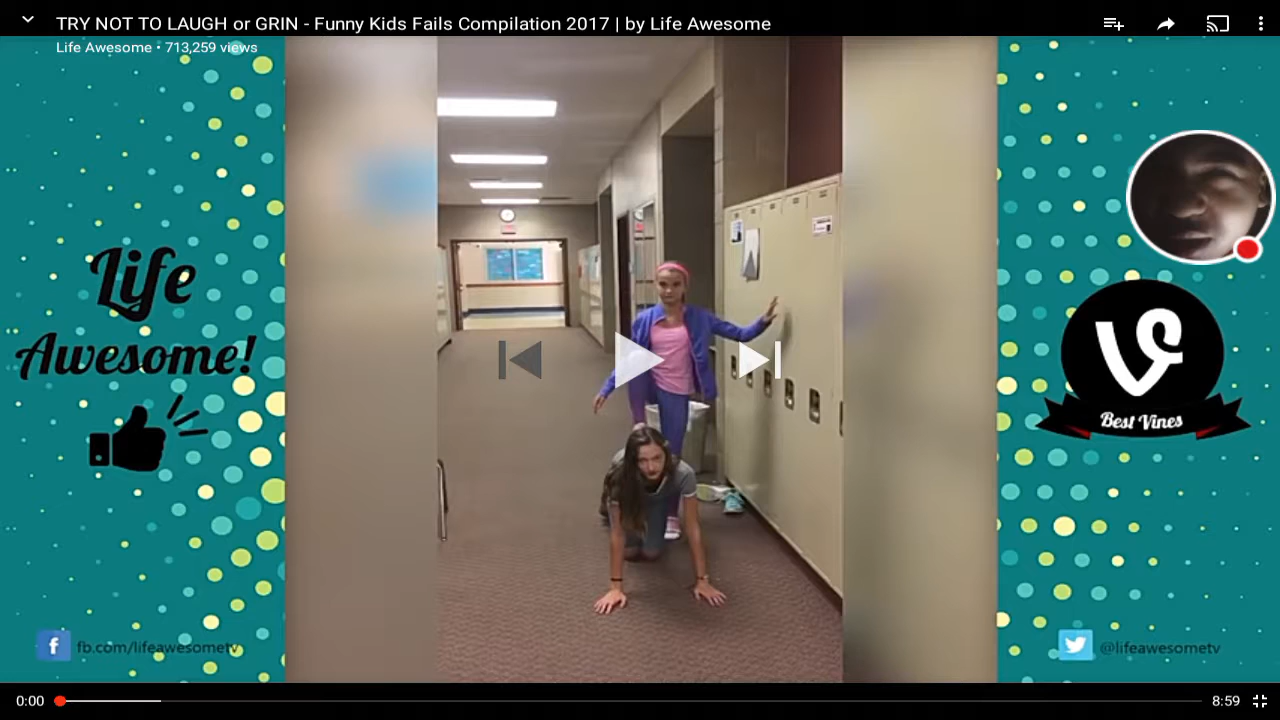 TRY NOT TO LAUGH or GRIN - Funny Kids Fails Compilation 2017 | by Life Awesome
Life Awesome • 713,259 views
Life
Awesome!
Best Vines
fb.com/lifeawesometv
@lifeawesometv
0:00
8:59